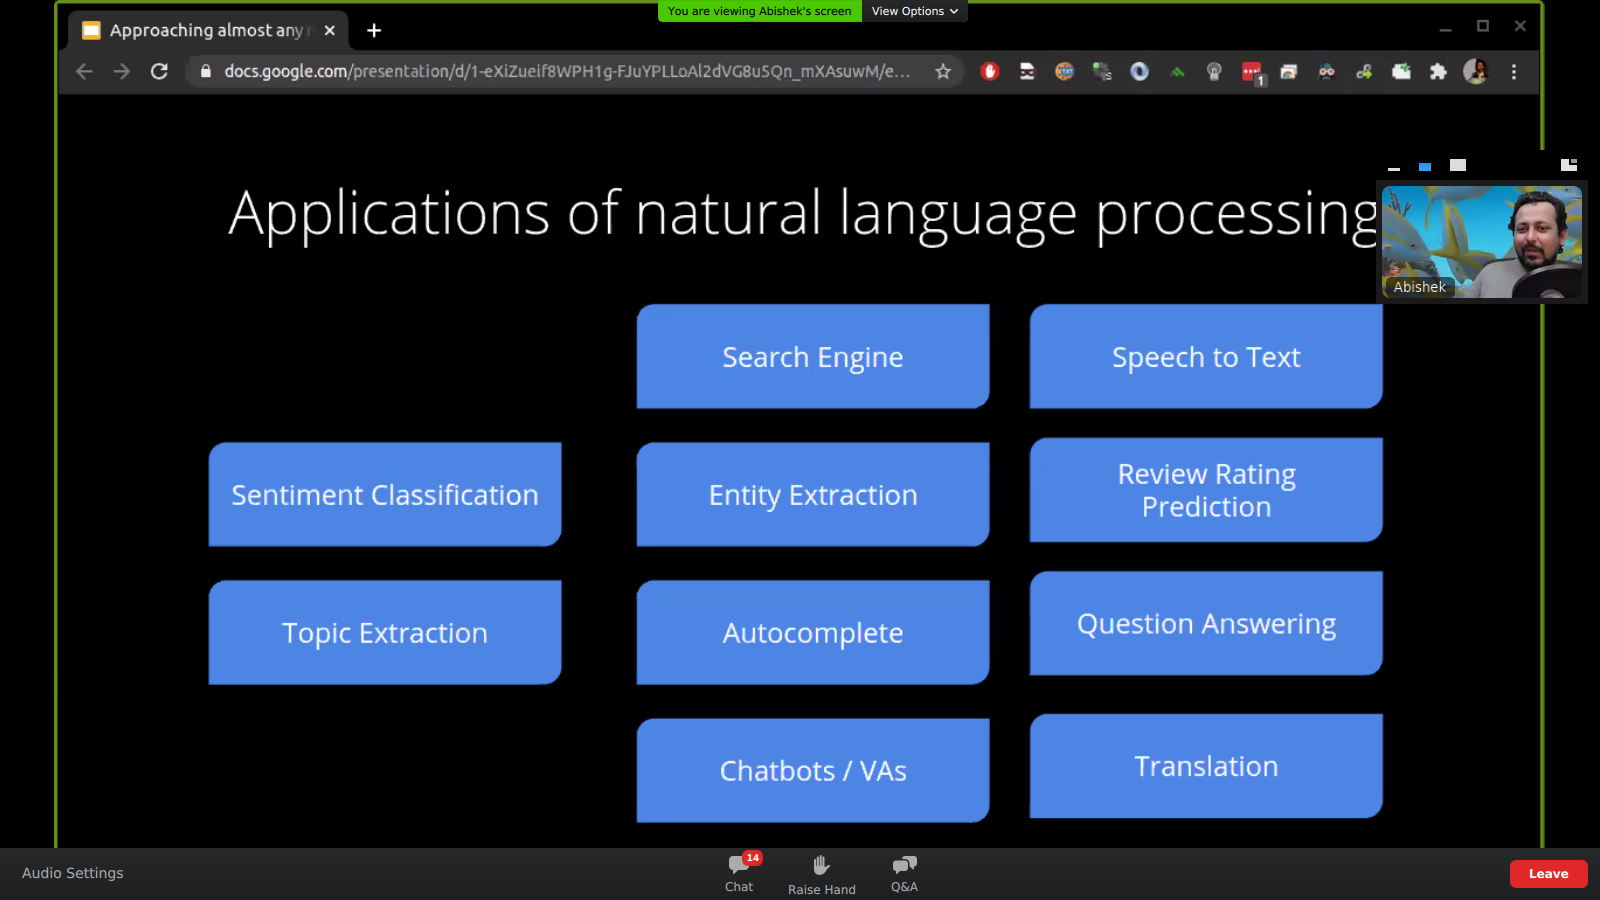 You are viewing Abishek's screen View Options
Approaching almost any
docs.google.com/presentation/d/1-eXiZueif8WPH1g-FJuYPLLoAl2dVG8u5Qn_mXAsuwM/e...
1
Applications of natural language processing
Abishek
Search Engine
Speech to Text
Sentiment Classification
Entity Extraction
Review Rating
Prediction
Topic Extraction
Autocomplete
Question Answering
Chatbots / VAs
Translation
Audio Settings
14
Chat
Raise Hand
Q&A
Leave